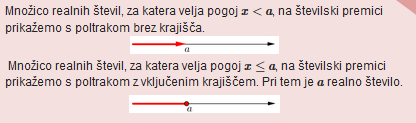 Množico realnih števil, za katera velja pogoj x < a, na številski premici
prikažemo s poltrakom brez krajišča.
a
Množico realnih števil, za katera velja pogoj x ≤ a, na številski premici
prikažemo s poltrakom z vključenim krajiščem. Pri tem je a realno število.
a